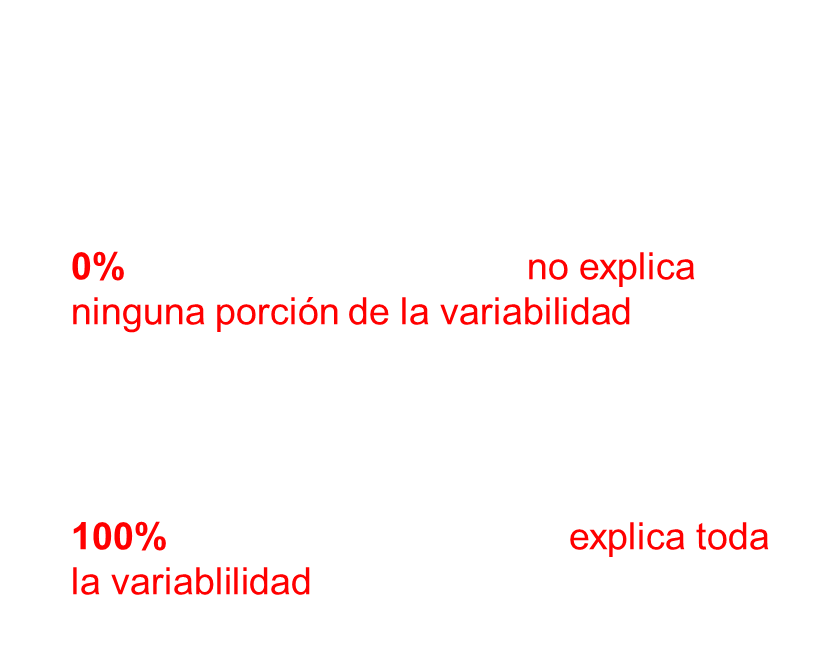 0% no explica
ninguna porción de la variabilidad
100% explica toda
la variablilidad